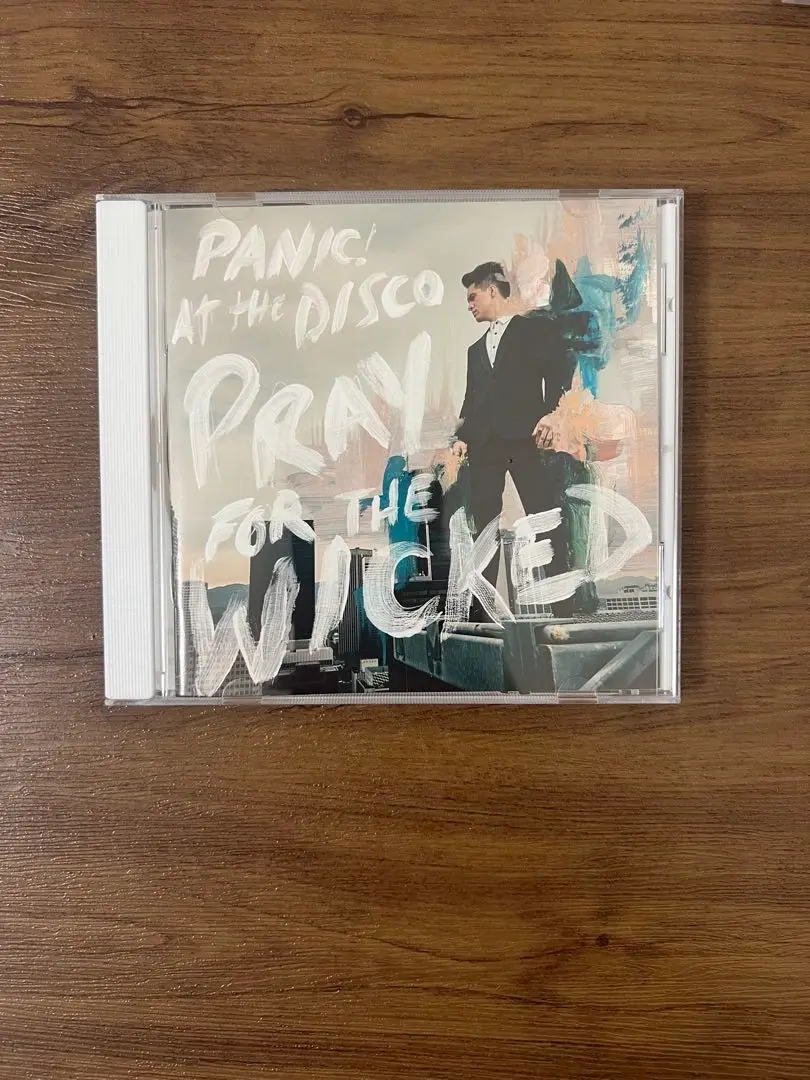 PANIC!
AT THE DISCO
PRAY
FOR THE
WICKED